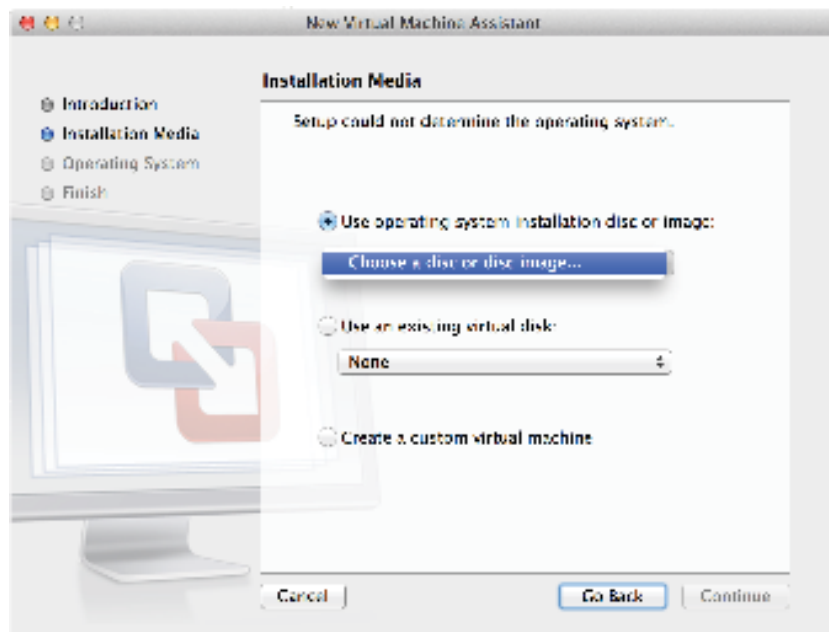 New Virtual Machine Assistant
Installation Media
Introduction
Installation Media
Operating System
Finish
Setup could not determine the operating system.
Use operating system installation disc or image:
Choose a disc or disc image...
Use an existing virtual disk:
None
Create a custom virtual machine
Cancel
Go Back
Continue